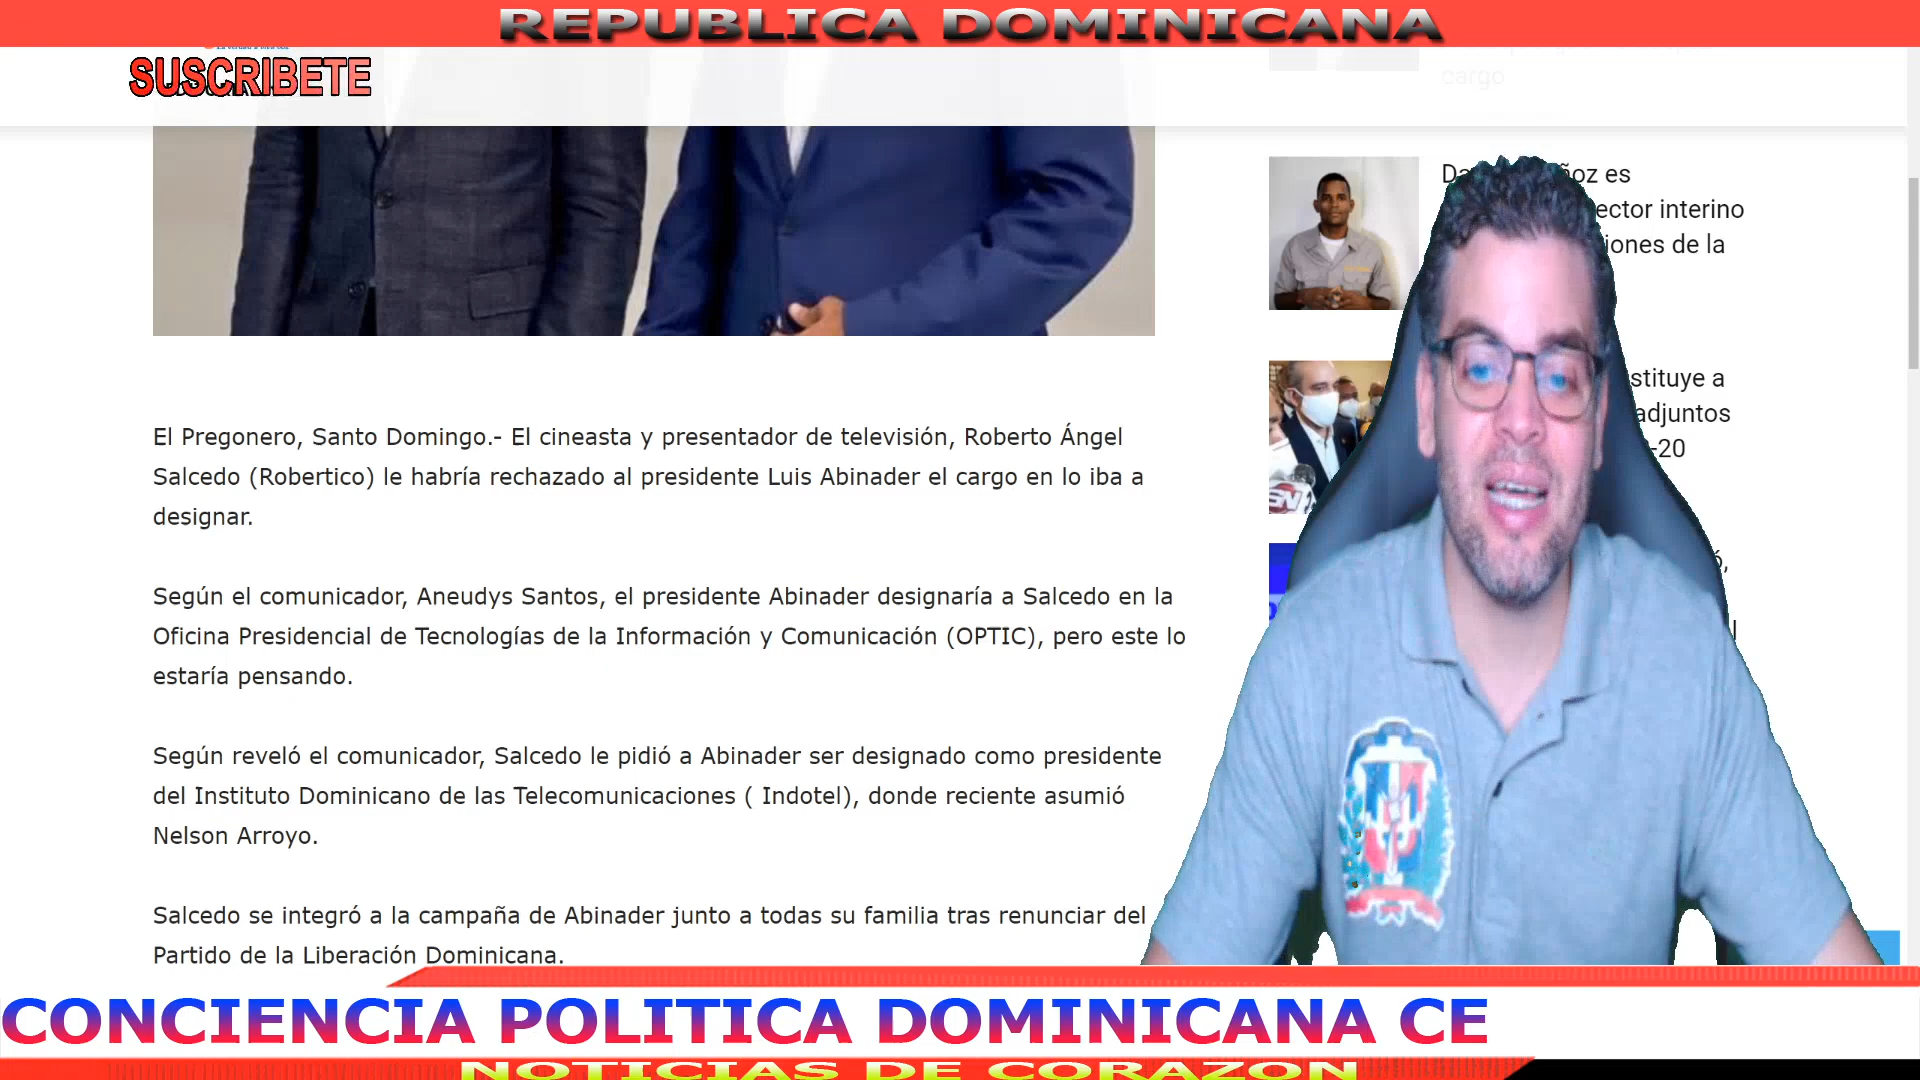 REPUBLICA DOMINICANA
SUSCRIBETE
cargo
es
interino
de la
a
adjuntos
El Pregonero, Santo Domingo.- El cineasta y presentador de televisión, Roberto Ángel
Salcedo (Robertico) le habría rechazado al presidente Luis Abinader el cargo en lo iba a
designar.
Según el comunicador, Aneudys Santos, el presidente Abinader designaría a Salcedo en la
Oficina Presidencial de Tecnologías de la Información y Comunicación (OPTIC), pero este lo
estaría pensando.
Según reveló el comunicador, Salcedo le pidió a Abinader ser designado como presidente
del Instituto Dominicano de las Telecomunicaciones ( Indotel), donde reciente asumió
Nelson Arroyo.
Salcedo se integró a la campaña de Abinader junto a todas su familia tras renunciar del
Partido de la Liberación Dominicana.
CONCIENCIA POLITICA DOMINICANA CE
NOTICIAS DE CORAZON